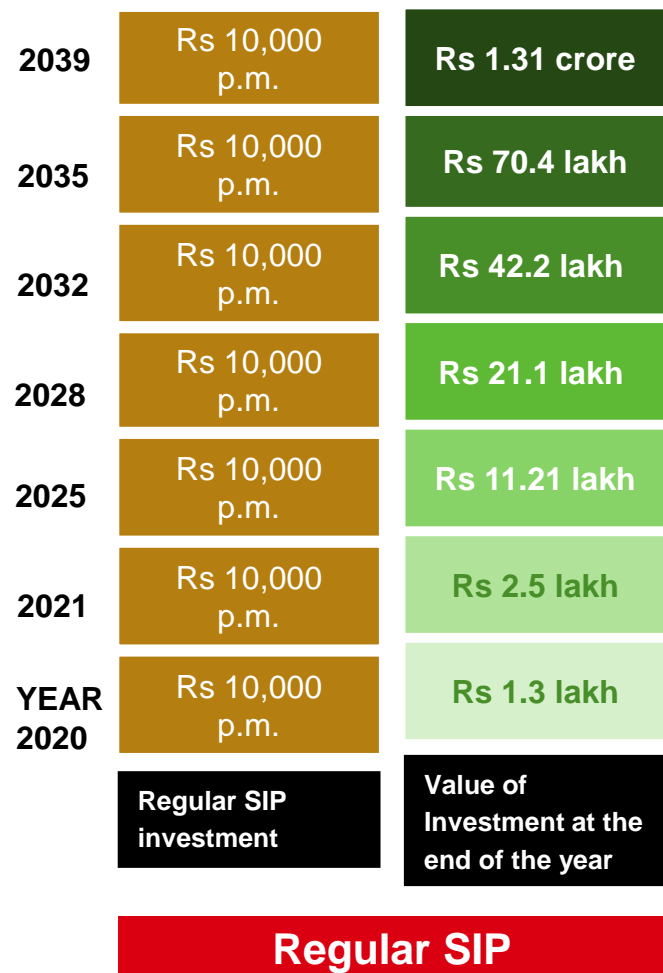 2039
Rs 10,000
p.m.
Rs 1.31 crore
2035
Rs 10,000
p.m.
Rs 70.4 lakh
2032
Rs 10,000
p.m.
Rs 42.2 lakh
2028
Rs 10,000
p.m.
Rs 21.1 lakh
2025
Rs 10,000
p.m.
Rs 11.21 lakh
2021
Rs 10,000
p.m.
Rs 2.5 lakh
YEAR
2020
Rs 10,000
p.m.
Rs 1.3 lakh
Regular SIP
investment
Value of
Investment at the
end of the year
Regular SIP